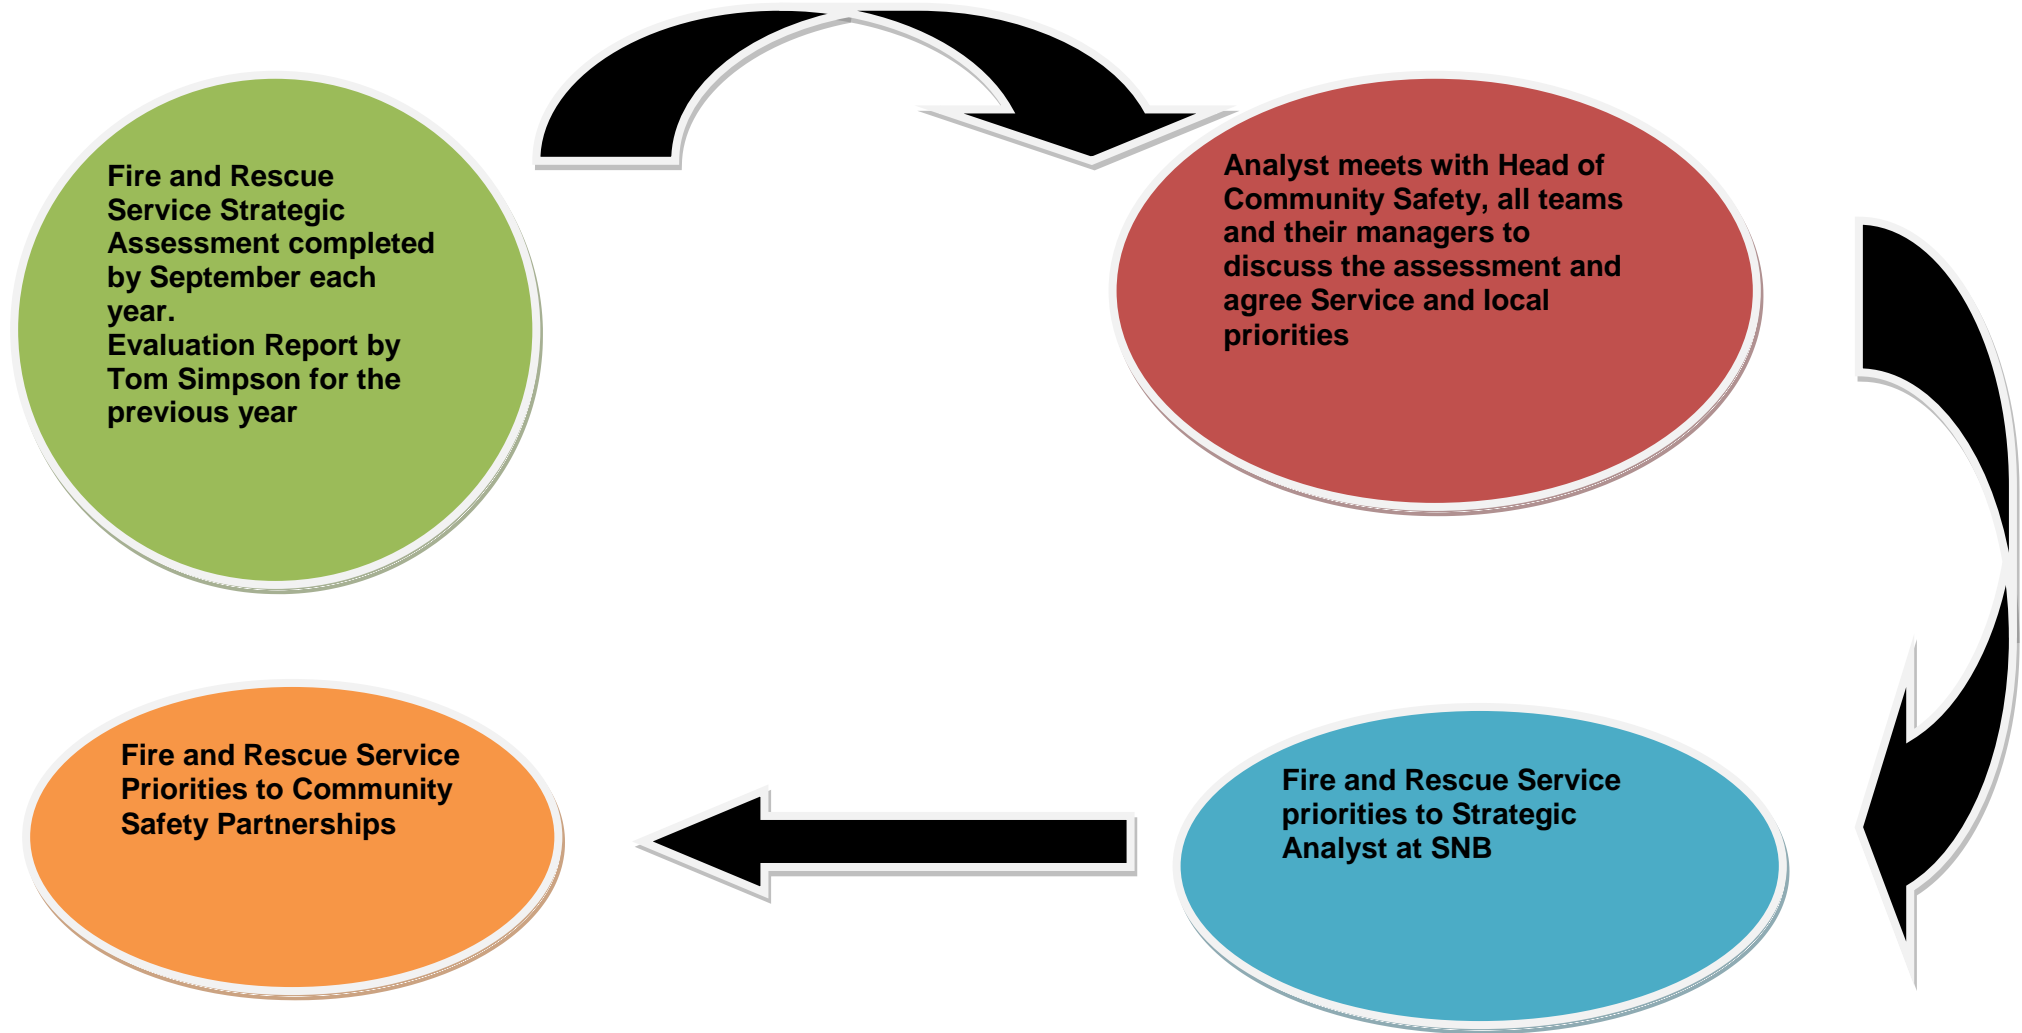 Fire and Rescue
Service Strategic
Assessment completed
by September each
year.
Evaluation Report by
Tom Simpson for the
previous year
Analyst meets with Head of
Community Safety, all teams
and their managers to
discuss the assessment and
agree Service and local
priorities
Fire and Rescue Service
priorities to Strategic
Analyst at SNB
Fire and Rescue Service
Priorities to Community
Safety Partnerships